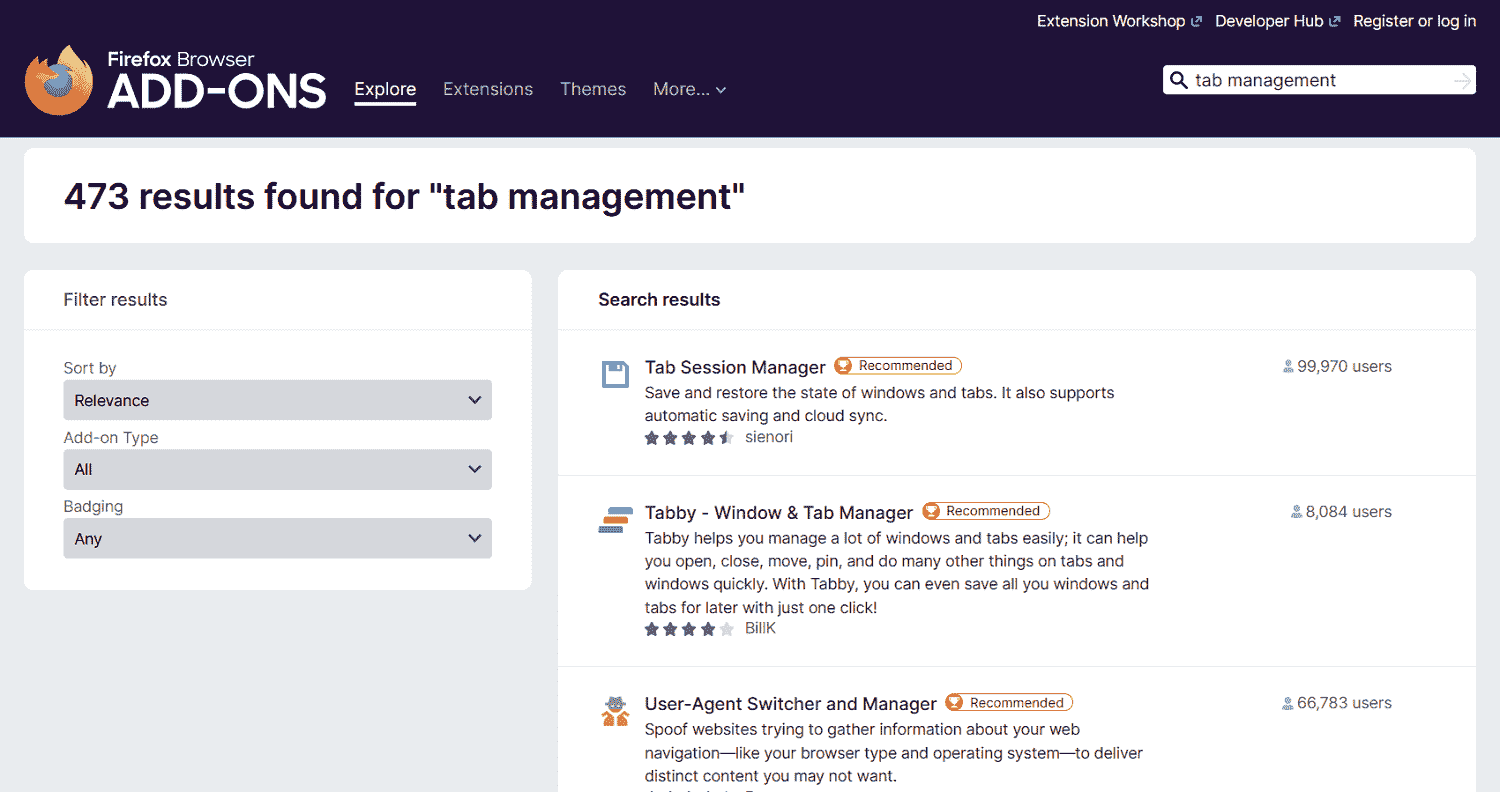 Extension Workshop Developer Hub Register or log in
Firefox Browser
ADD-ONS
Explore Extensions Themes More...
tab management
473 results found for "tab management"
Filter results
Sort by
Relevance
Add-on Type
All
Badging
Any
Search results
Tab Session Manager Recommended 99,970 users
Save and restore the state of windows and tabs. It also supports
automatic saving and cloud sync.
sienori
Tabby - Window & Tab Manager Recommended 8,084 users
Tabby helps you manage a lot of windows and tabs easily; it can help
you open, close, move, pin, and do many other things on tabs and
windows quickly. With Tabby, you can even save all you windows and
tabs for later with just one click!
BillK
User-Agent Switcher and Manager Recommended 66,783 users
Spoof websites trying to gather information about your web
navigation—like your browser type and operating system—to deliver
distinct content you may not want.